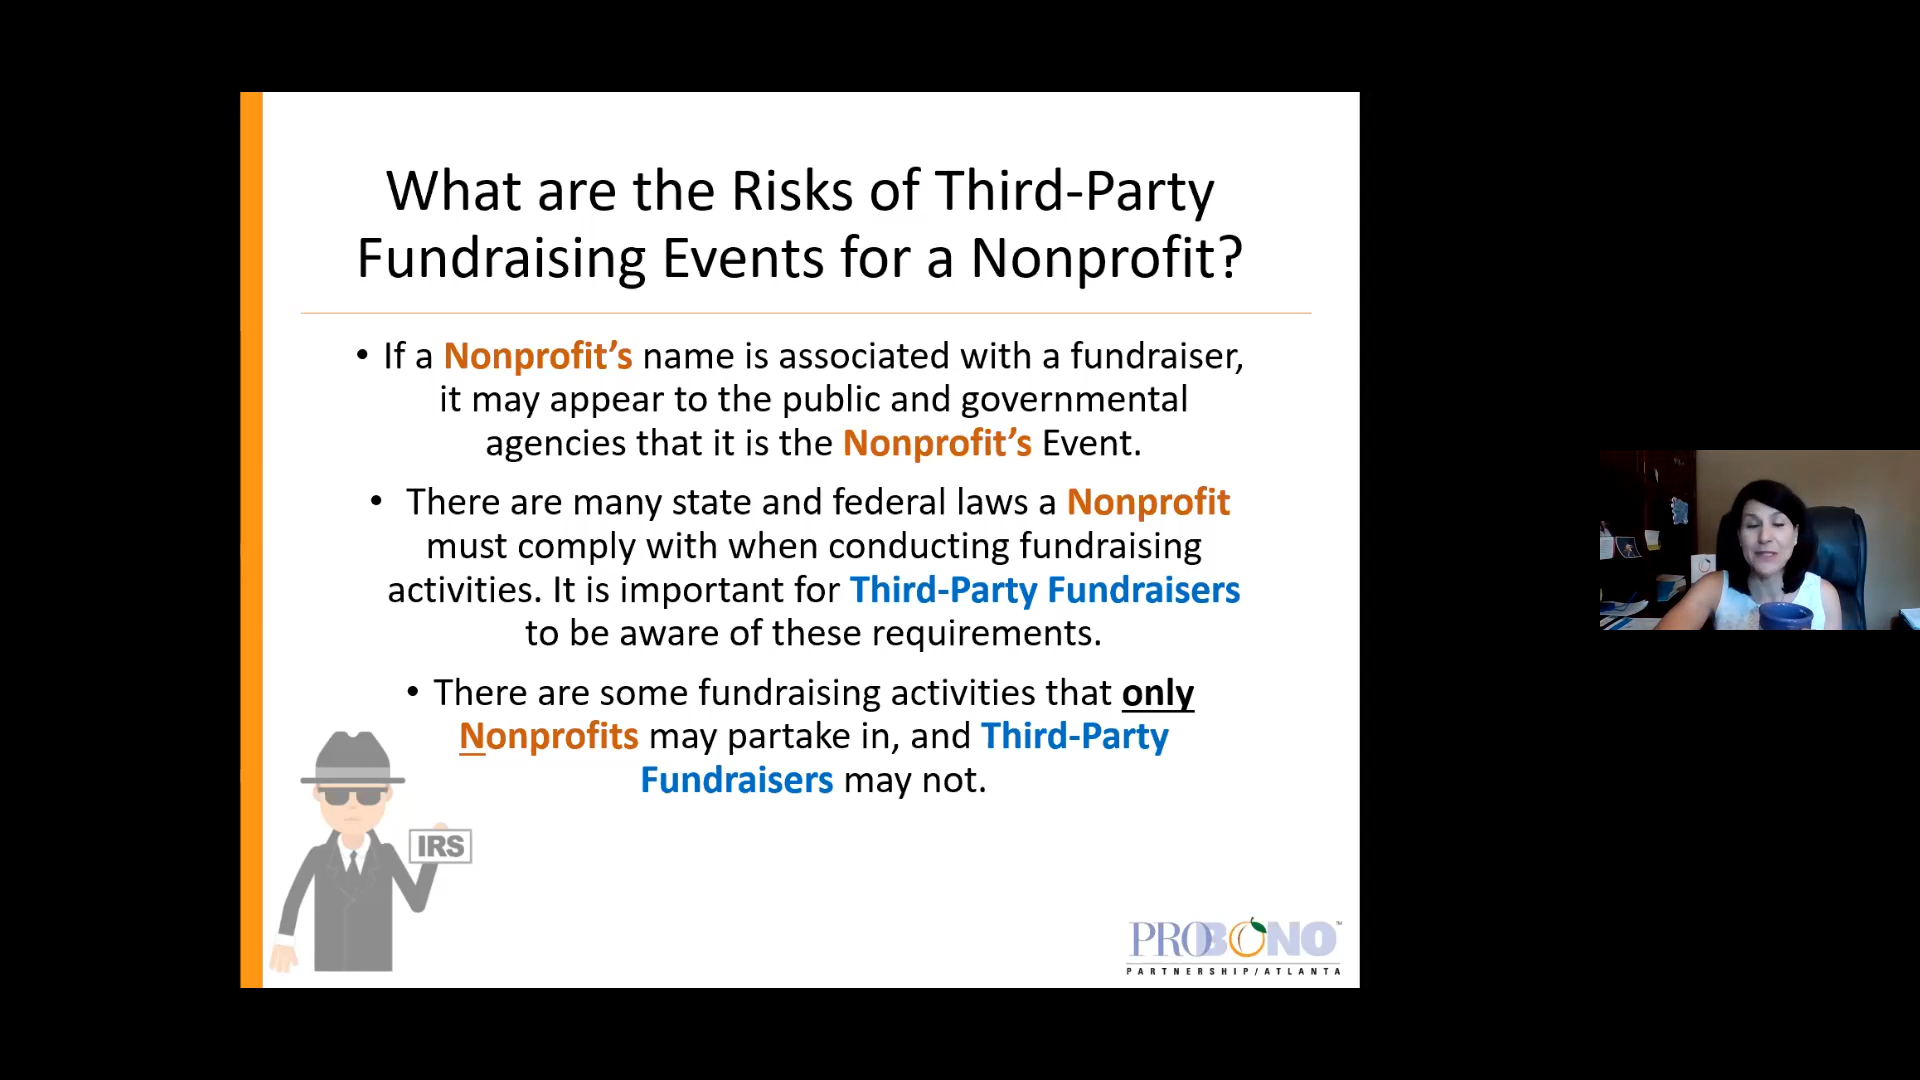 What are the Risks of Third-Party
Fundraising Events for a Nonprofit?
• If a Nonprofit’s name is associated with a fundraiser,
it may appear to the public and governmental
agencies that it is the Nonprofit’s Event.
• There are many state and federal laws a Nonprofit
must comply with when conducting fundraising
activities. It is important for Third-Party Fundraisers
to be aware of these requirements.
• There are some fundraising activities that only
Nonprofits may partake in, and Third-Party
Fundraisers may not.
IRS
PROBONO™
PARTNERSHIP/ATLANTA